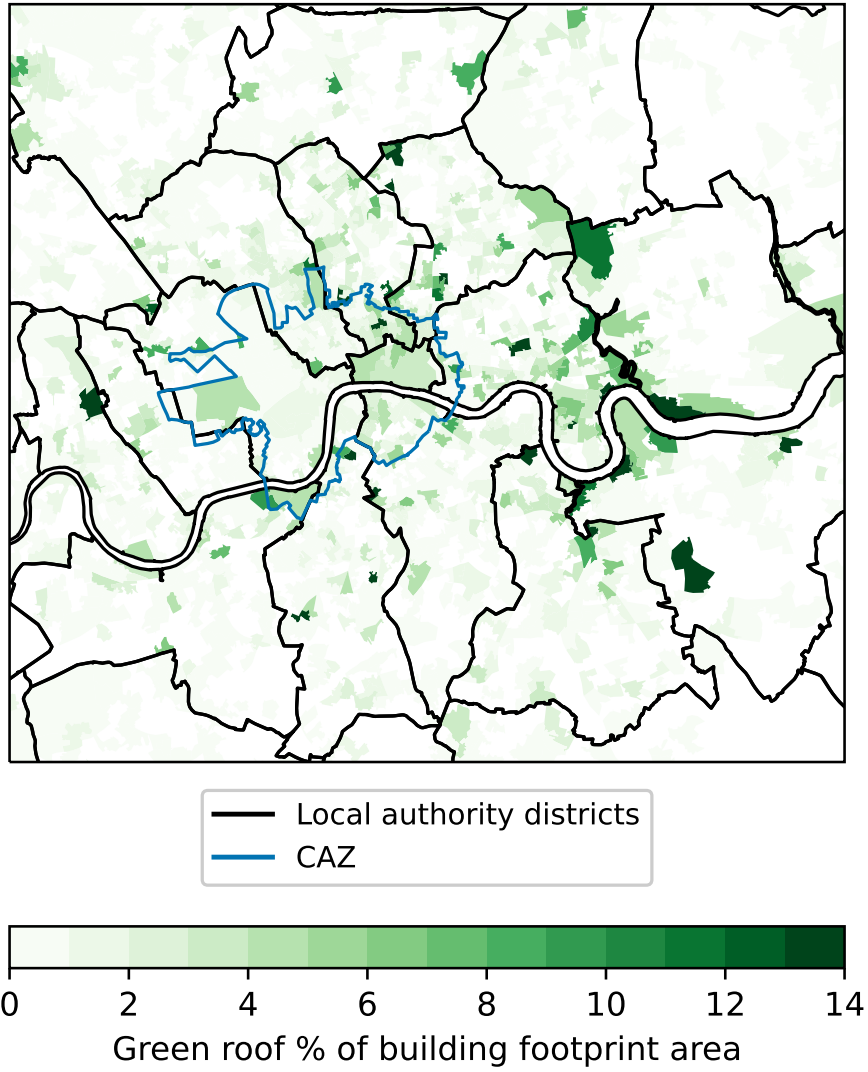 Local authority districts
CAZ
0 2 4 6 8 10 12 14
Green roof % of building footprint area